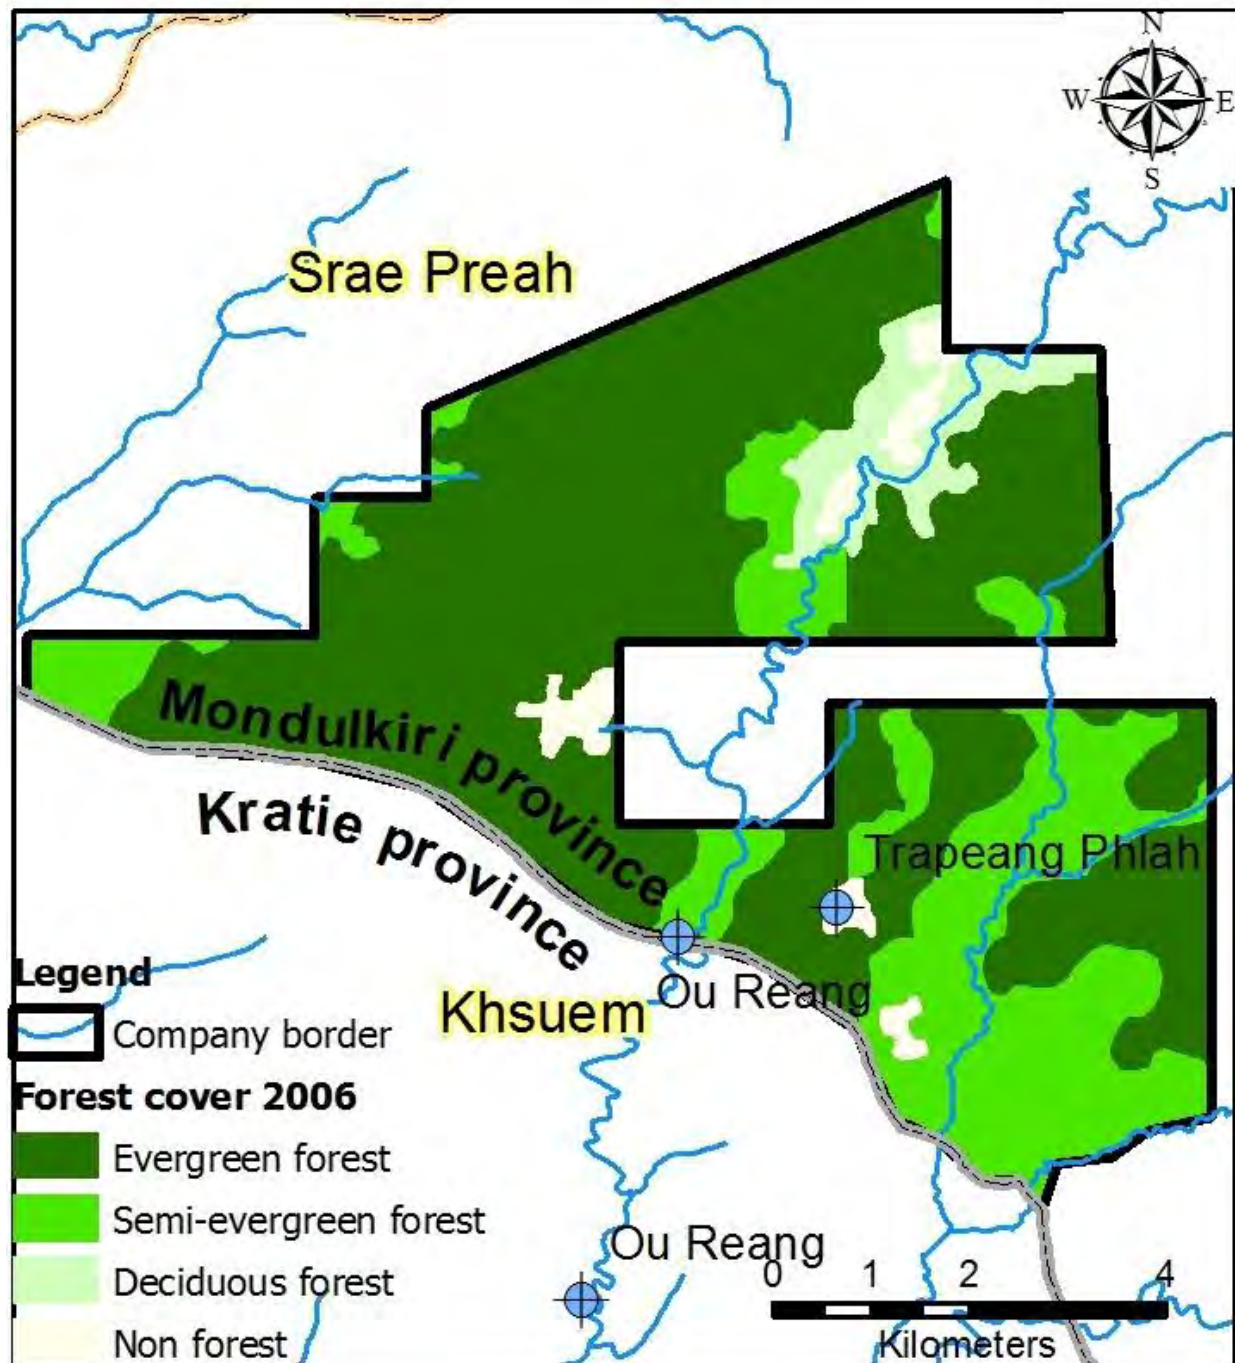 N
W E
S
Srae Preah
Mondulkiri province
Kratie province
Trapeang Phlah
Ou Reang
Khsuem
Legend
Company border
Forest cover 2006
Evergreen forest
Semi-evergreen forest
Deciduous forest
Non forest
Ou Reang
0 1 2 4
Kilometers